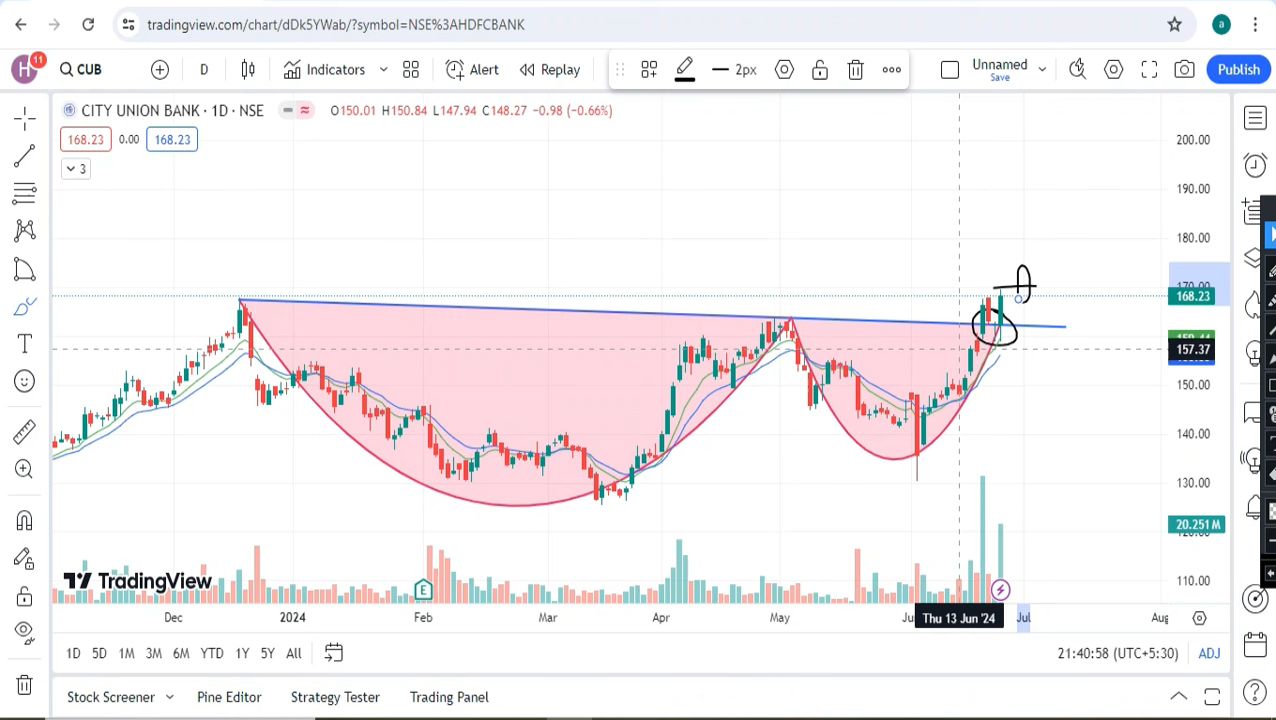 tradingview.com/chart/dDk5YWab/?symbol=NSE%3AHDFCBANK
a
H
11
CUB
D
Indicators
Alert
Replay
2px
Unnamed
Save
Publish
CITY UNION BANK · 1D · NSE
O150.01 H150.84 L147.94 C148.27 −0.98 (−0.66%)
168.23 0.00 168.23
3
200.00
190.00
180.00
170.00
168.23
157.37
150.00
140.00
130.00
20.251 M
110.00
TradingView
E
Dec 2024 Feb Mar Apr May Thu 13 Jun '24 Jul Aug
1D 5D 1M 3M 6M YTD 1Y 5Y All
21:40:58 (UTC+5:30) ADJ
Stock Screener Pine Editor Strategy Tester Trading Panel